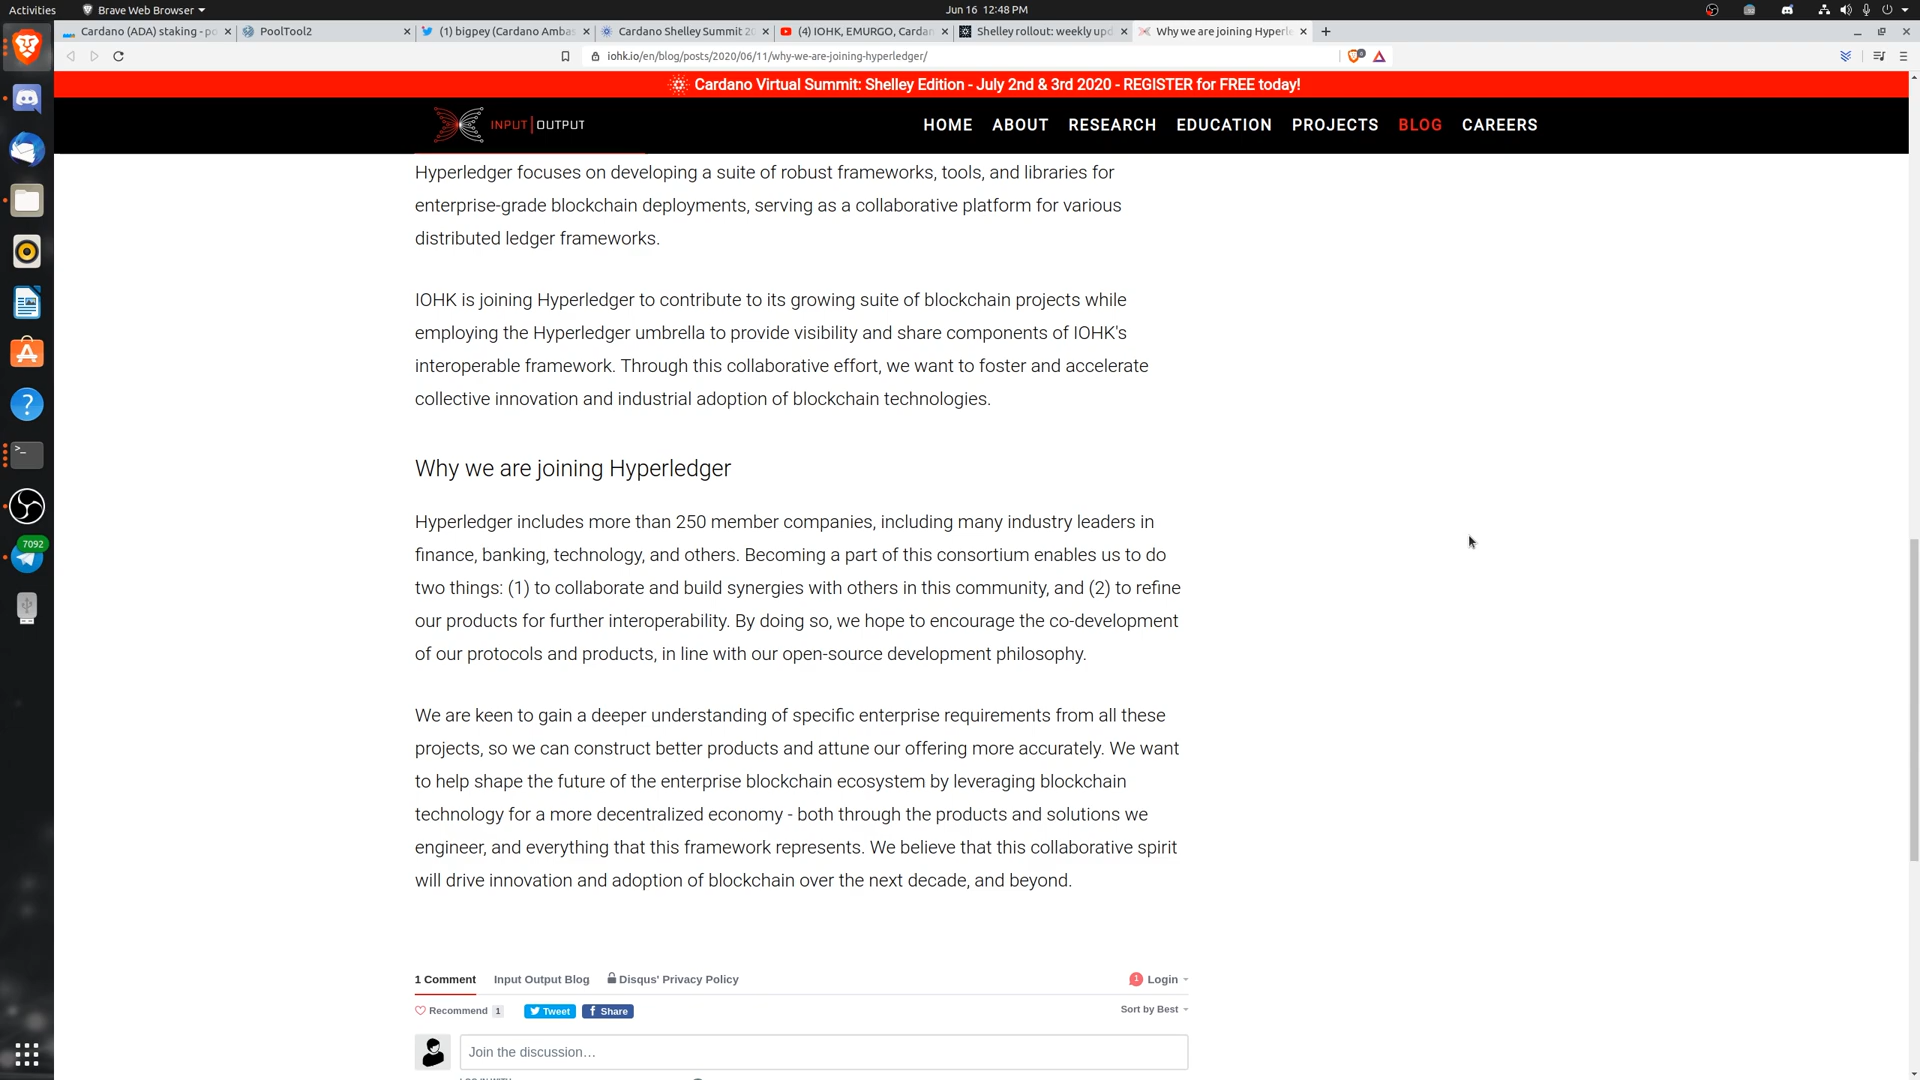 Activities
Brave Web Browser
Jun 16 12:48 PM
Cardano (ADA) staking - po
PoolTool2
(1) bigpey (Cardano Amba
Cardano Shelley Summit 20
(4) IOHK, EMURGO, Cardan
Shelley rollout: weekly upd
Why we are joining Hyperle
iohk.io/en/blog/posts/2020/06/11/why-we-are-joining-hyperledger/
Cardano Virtual Summit: Shelley Edition - July 2nd & 3rd 2020 - REGISTER for FREE today!
INPUT | OUTPUT
HOME ABOUT RESEARCH EDUCATION PROJECTS BLOG CAREERS
Hyperledger focuses on developing a suite of robust frameworks, tools, and libraries for
enterprise-grade blockchain deployments, serving as a collaborative platform for various
distributed ledger frameworks.
IOHK is joining Hyperledger to contribute to its growing suite of blockchain projects while
employing the Hyperledger umbrella to provide visibility and share components of IOHK's
interoperable framework. Through this collaborative effort, we want to foster and accelerate
collective innovation and industrial adoption of blockchain technologies.
Why we are joining Hyperledger
Hyperledger includes more than 250 member companies, including many industry leaders in
finance, banking, technology, and others. Becoming a part of this consortium enables us to do
two things: (1) to collaborate and build synergies with others in this community, and (2) to refine
our products for further interoperability. By doing so, we hope to encourage the co-development
of our protocols and products, in line with our open-source development philosophy.
We are keen to gain a deeper understanding of specific enterprise requirements from all these
projects, so we can construct better products and attune our offering more accurately. We want
to help shape the future of the enterprise blockchain ecosystem by leveraging blockchain
technology for a more decentralized economy - both through the products and solutions we
engineer, and everything that this framework represents. We believe that this collaborative spirit
will drive innovation and adoption of blockchain over the next decade, and beyond.
7092
1 Comment
Input Output Blog
Disqus' Privacy Policy
1 Login
Recommend 1
Tweet
Share
Sort by Best
Join the discussion…